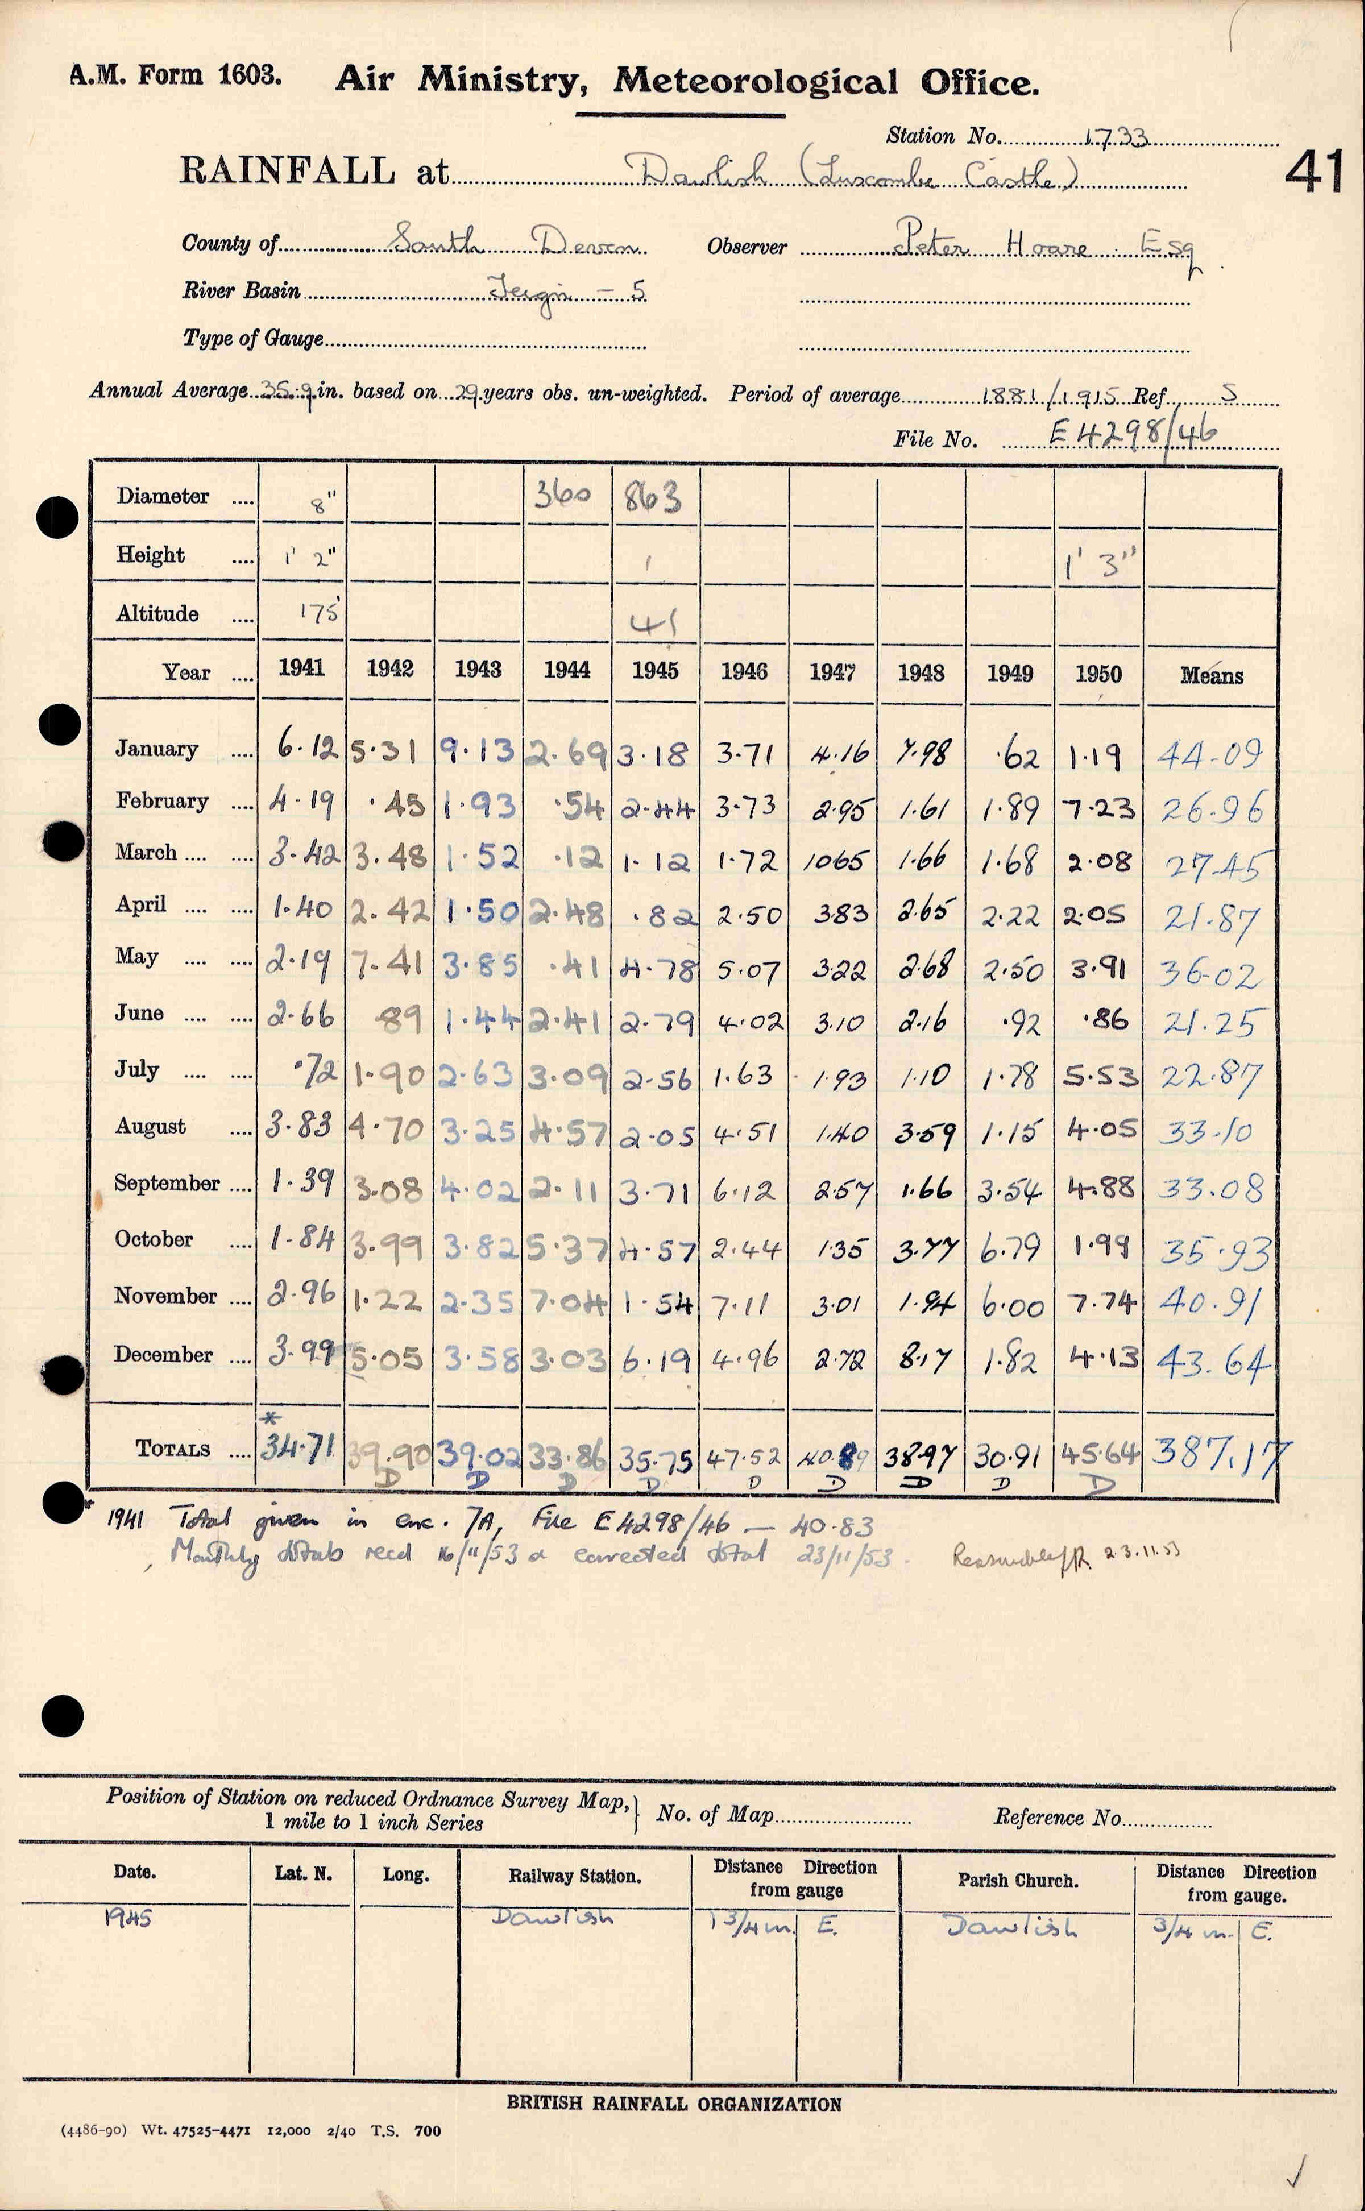 A.M. Form 1603. Air Ministry, Meteorological Office.
Station No. 1733
41
RAINFALL at Dawlish (Luscombe Castle)
County of South Devon Observer Peter Hoare Esq.
River Basin Teign - 5
Type of Gauge
Annual Average 35.9 in. based on 29 years obs. un-weighted. Period of average 1881/1915 Ref. S
File No. E4298/46
Diameter .... 8" 360 863
Height .... 1' 2" 1 1' 3"
Altitude .... 175' 41
Year .... 1941 1942 1943 1944 1945 1946 1947 1948 1949 1950 Means
January .... 6.12 5.31 9.13 2.69 3.18 3.71 4.16 7.98 .62 1.19 44.09
February .... 4.19 .45 1.93 .54 2.44 3.73 2.95 1.61 1.89 7.23 26.96
March .... .... 3.42 3.48 1.52 .12 1.12 1.72 1065 1.66 1.68 2.08 27.45
April .... .... 1.40 2.42 1.50 2.48 .82 2.50 383 2.65 2.22 2.05 21.87
May .... .... 2.19 7.41 3.85 .41 4.78 5.07 322 2.68 2.50 3.91 36.02
June .... .... 2.66 .89 1.44 2.41 2.79 4.02 3.10 2.16 .92 .86 21.25
July .... .... .72 1.90 2.63 3.09 2.56 1.63 1.93 1.10 1.78 5.53 22.87
August .... 3.83 4.70 3.25 4.57 2.05 4.51 1.40 3.59 1.15 4.05 33.10
September .... 1.39 3.08 4.02 2.11 3.71 6.12 2.57 1.66 3.54 4.88 33.08
October .... 1.84 3.99 3.82 5.37 4.57 2.44 1.35 3.77 6.79 1.99 35.93
November .... 2.96 1.22 2.35 7.04 1.54 7.11 3.01 1.94 6.00 7.74 40.91
December .... 3.99 5.05 3.58 3.03 6.19 4.96 2.72 8.17 1.82 4.13 43.64
*
TOTALS .... 34.71 39.90 39.02 33.86 35.75 47.52 40.89 38.97 30.91 45.64 387.17
D D D D D D D D D
* 1941 Total given in enc. 7A, File E4298/46 — 40.83
Monthly totals recd 16/11/53 & corrected total 23/11/53. 23.11.53
Position of Station on reduced Ordnance Survey Map, } No. of Map Reference No.
1 mile to 1 inch Series
Date. Lat. N. Long. Railway Station. Distance Direction from gauge Parish Church. Distance Direction from gauge.
1945 Dawlish 1 3/4 m. E. Dawlish 3/4 m. E.
BRITISH RAINFALL ORGANIZATION
(4486-90) Wt. 47525-4471 12,000 2/40 T.S. 700